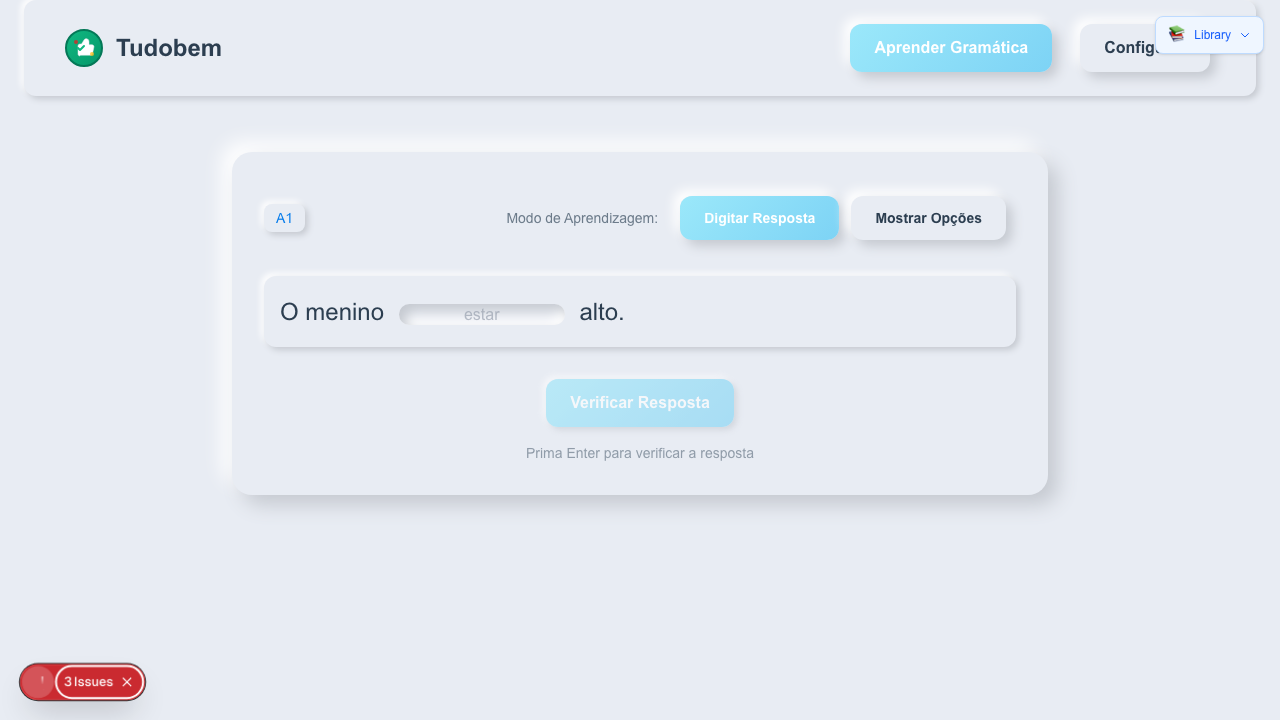 Tudobem
Aprender Gramática
Config
Library
A1
Modo de Aprendizagem:
Digitar Resposta
Mostrar Opções
O menino estar alto.
Verificar Resposta
Prima Enter para verificar a resposta
3 Issues